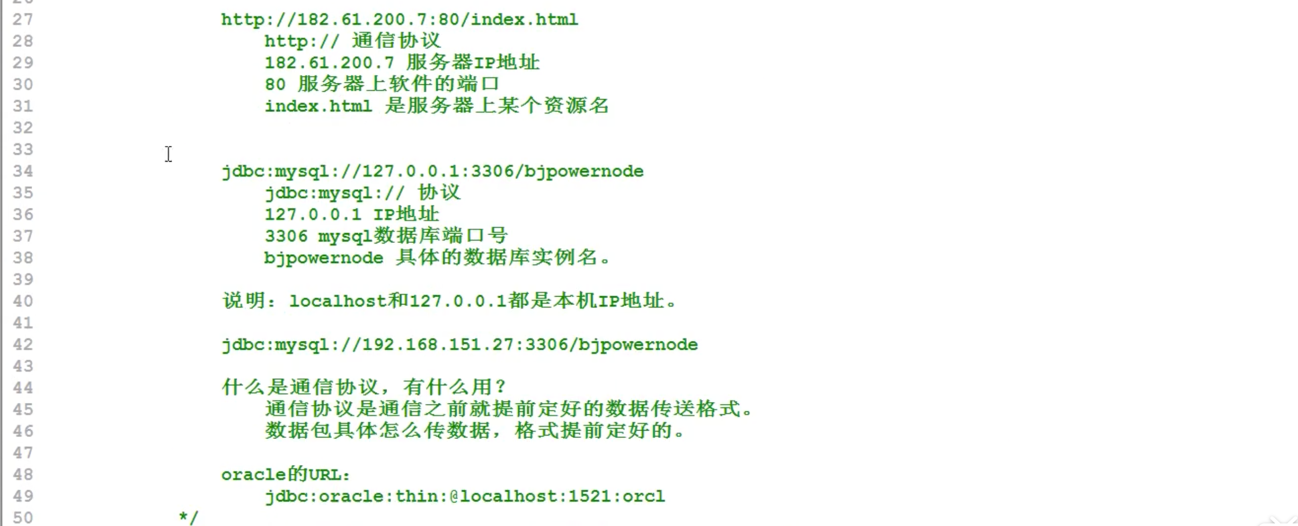 27 http://182.61.200.7:80/index.html
28 http:// 通信协议
29 182.61.200.7 服务器IP地址
30 80 服务器上软件的端口
31 index.html 是服务器上某个资源名
32
33
34 jdbc:mysql://127.0.0.1:3306/bjpowernode
35 jdbc:mysql:// 协议
36 127.0.0.1 IP地址
37 3306 mysql数据库端口号
38 bjpowernode 具体的数据库实例名。
39
40 说明：localhost和127.0.0.1都是本机IP地址。
41
42 jdbc:mysql://192.168.151.27:3306/bjpowernode
43
44 什么是通信协议，有什么用？
45 通信协议是通信之前就提前定好的数据传送格式。
46 数据包具体怎么传数据，格式提前定好的。
47
48 oracle的URL：
49 jdbc:oracle:thin:@localhost:1521:orcl
50 */